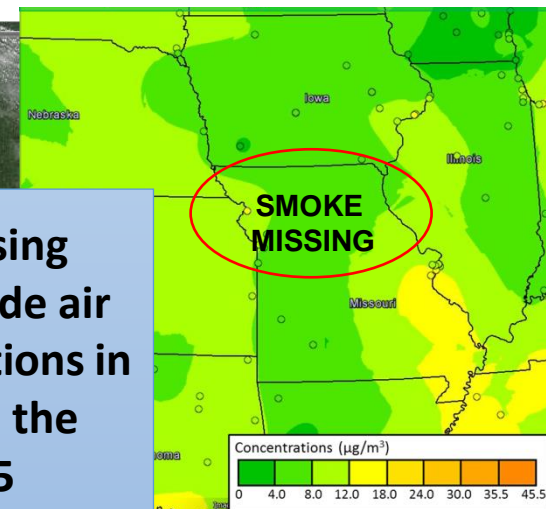 Nebraska
Iowa
Illinois
SMOKE
MISSING
Missouri
sing
de air
tions in
the
5
oma
Concentrations (µg/m³)
0 4.0 8.0 12.0 18.0 24.0 30.0 35.5 45.5